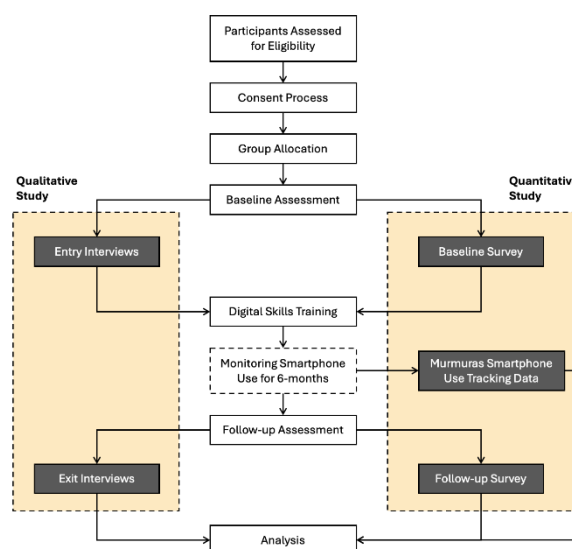 Participants Assessed
for Eligibility
Consent Process
Group Allocation
Qualitative
Study
Quantitative
Study
Baseline Assessment
Entry Interviews
Baseline Survey
Digital Skills Training
Monitoring Smartphone
Use for 6-months
Murmuras Smartphone
Use Tracking Data
Follow-up Assessment
Exit Interviews
Follow-up Survey
Analysis